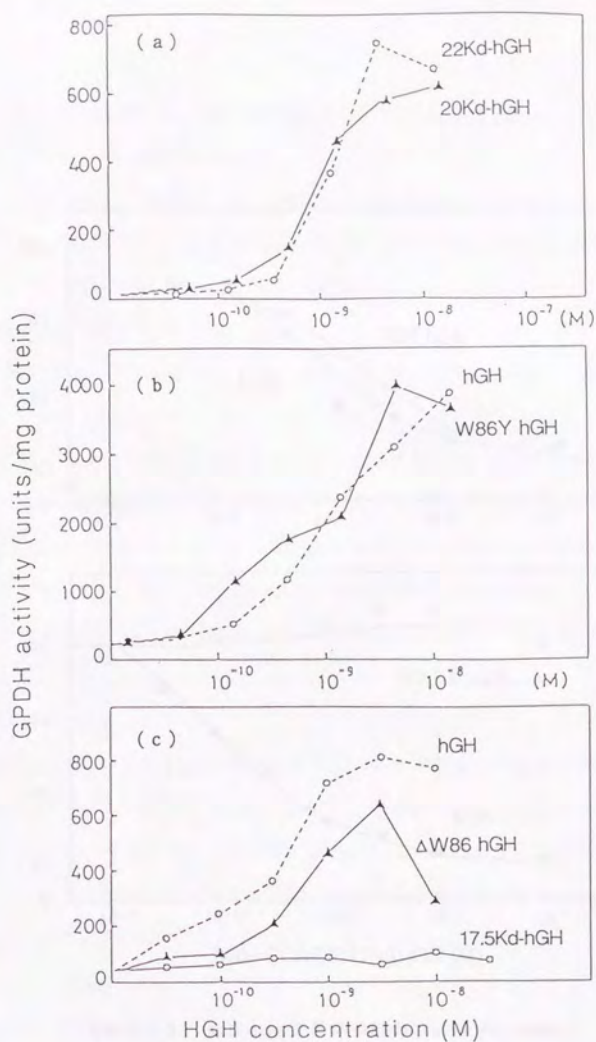 GPDH activity (units/mg protein)
(a)
800
600
400
200
0
22Kd-hGH
20Kd-hGH
10⁻¹⁰
10⁻⁹
10⁻⁸
10⁻⁷
(M)
(b)
4000
3000
2000
1000
0
hGH
W86Y hGH
10⁻¹⁰
10⁻⁹
10⁻⁸
(M)
(c)
800
600
400
200
0
hGH
ΔW86 hGH
17.5Kd-hGH
10⁻¹⁰
10⁻⁹
10⁻⁸
HGH concentration (M)